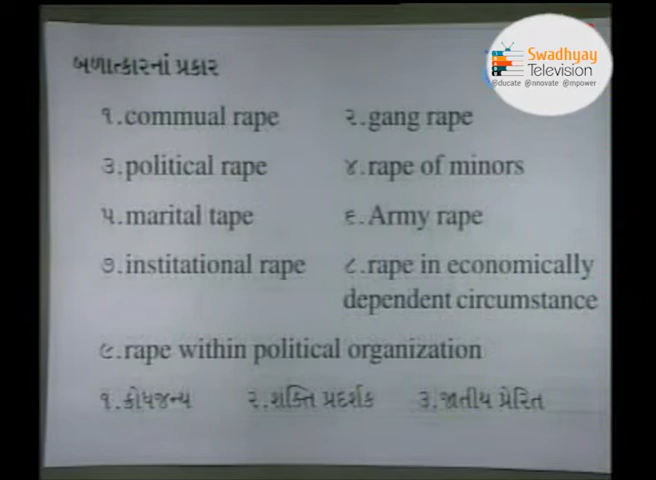 Swadhyay
Television
@ducate @nnovate @mpower
બળાત્કારનાં પ્રકાર
૧.commual rape ૨.gang rape
૩.political rape ૪.rape of minors
૫.marital tape ૬.Army rape
૭.institational rape ૮.rape in economically
dependent circumstance
૯.rape within political organization
૧.ક્રોધજન્ય ૨.શક્તિ પ્રદર્શક ૩.જાતીય પ્રેરિત